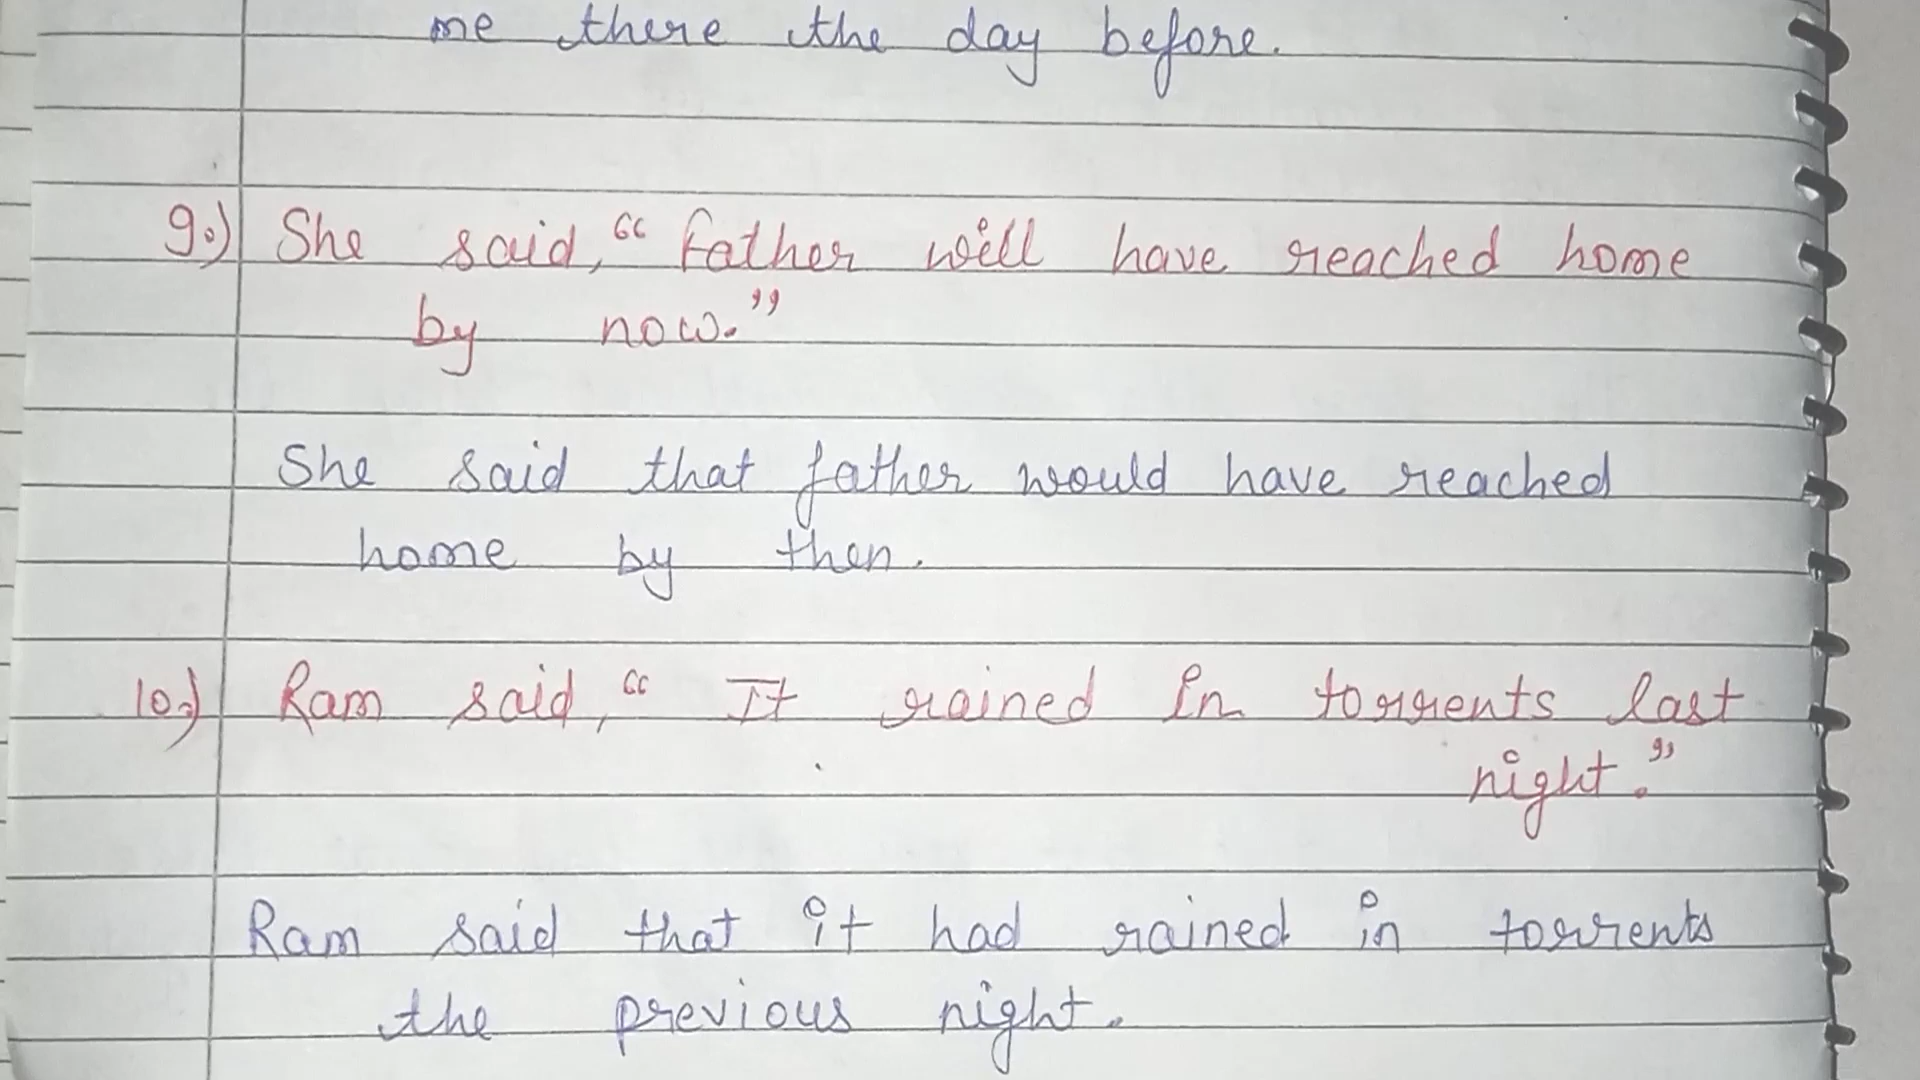 me there the day before.
9.) She said, “Father will have reached home
by now.”
She said that father would have reached
home by then.
10.) Ram said, “It rained in torrents last
night.”
Ram said that it had rained in torrents
the previous night.